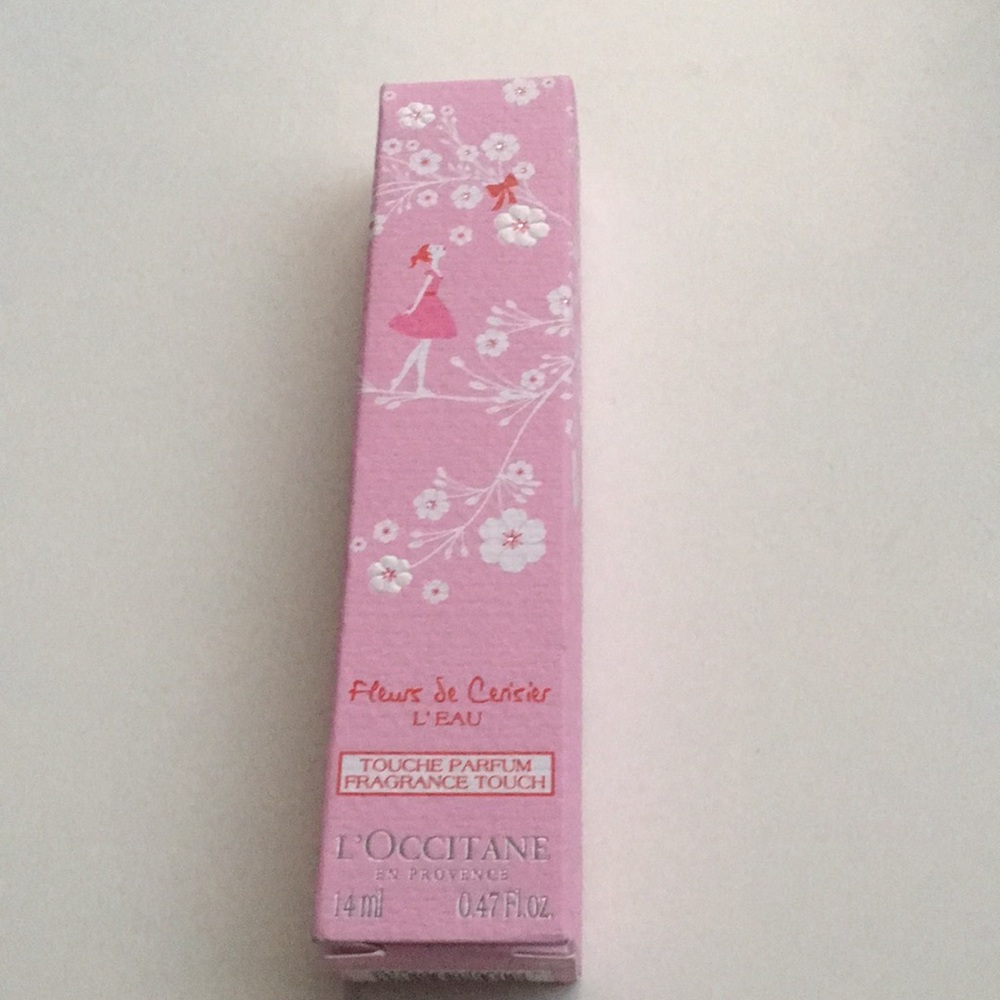 Fleurs de Cerisier
L'EAU
TOUCHE PARFUM
FRAGRANCE TOUCH
L'OCCITANE
EN PROVENCE
14 ml 0.47 Fl.oz.